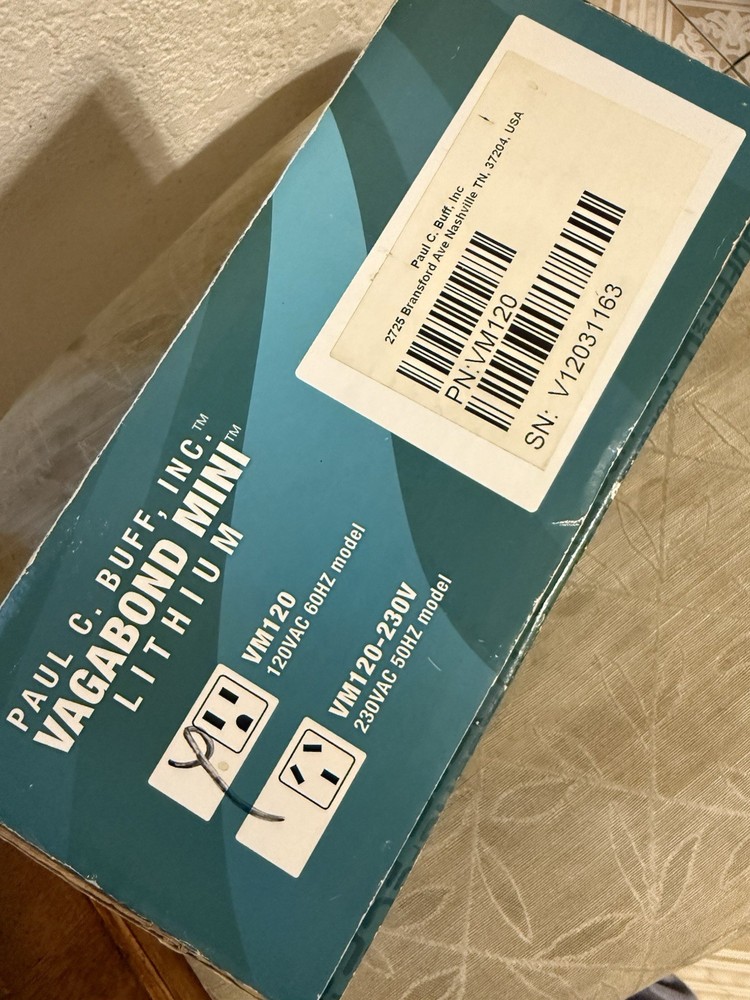 PAUL C. BUFF, INC.™
VAGABOND MINI™
LITHIUM
VM120
120VAC 60HZ model
VM120-230V
230VAC 50HZ model
Paul C. Buff, Inc
2725 Bransford Ave Nashville TN, 37204, USA
PN:VM120
SN: V12031163